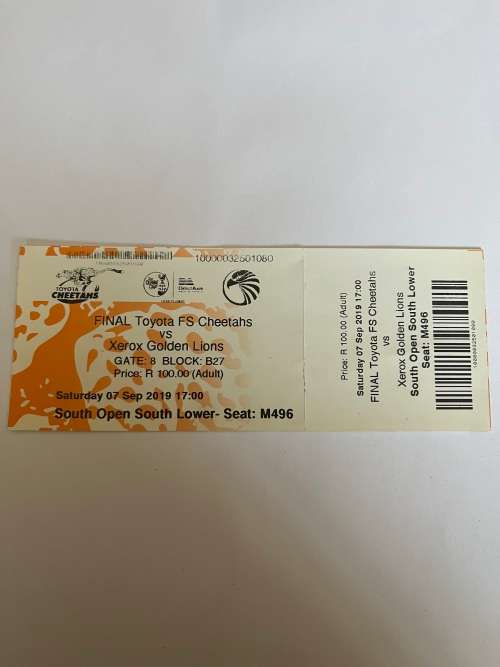 10000032501080
TOYOTA
CHEETAHS
FINAL Toyota FS Cheetahs
vs
Xerox Golden Lions
GATE: 8 BLOCK: B27
Price: R 100.00 (Adult)
Saturday 07 Sep 2019 17:00
South Open South Lower- Seat: M496
Price: R 100.00 (Adult)
Saturday 07 Sep 2019 17:00
FINAL Toyota FS Cheetahs
vs
Xerox Golden Lions
South Open South Lower
Seat: M496